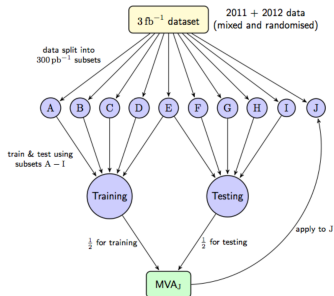 3 fb⁻¹ dataset
2011 + 2012 data
(mixed and randomised)
data split into
300 pb⁻¹ subsets
A B C D E F G H I J
train & test using
subsets A − I
Training
Testing
½ for training
½ for testing
apply to J
MVA_J